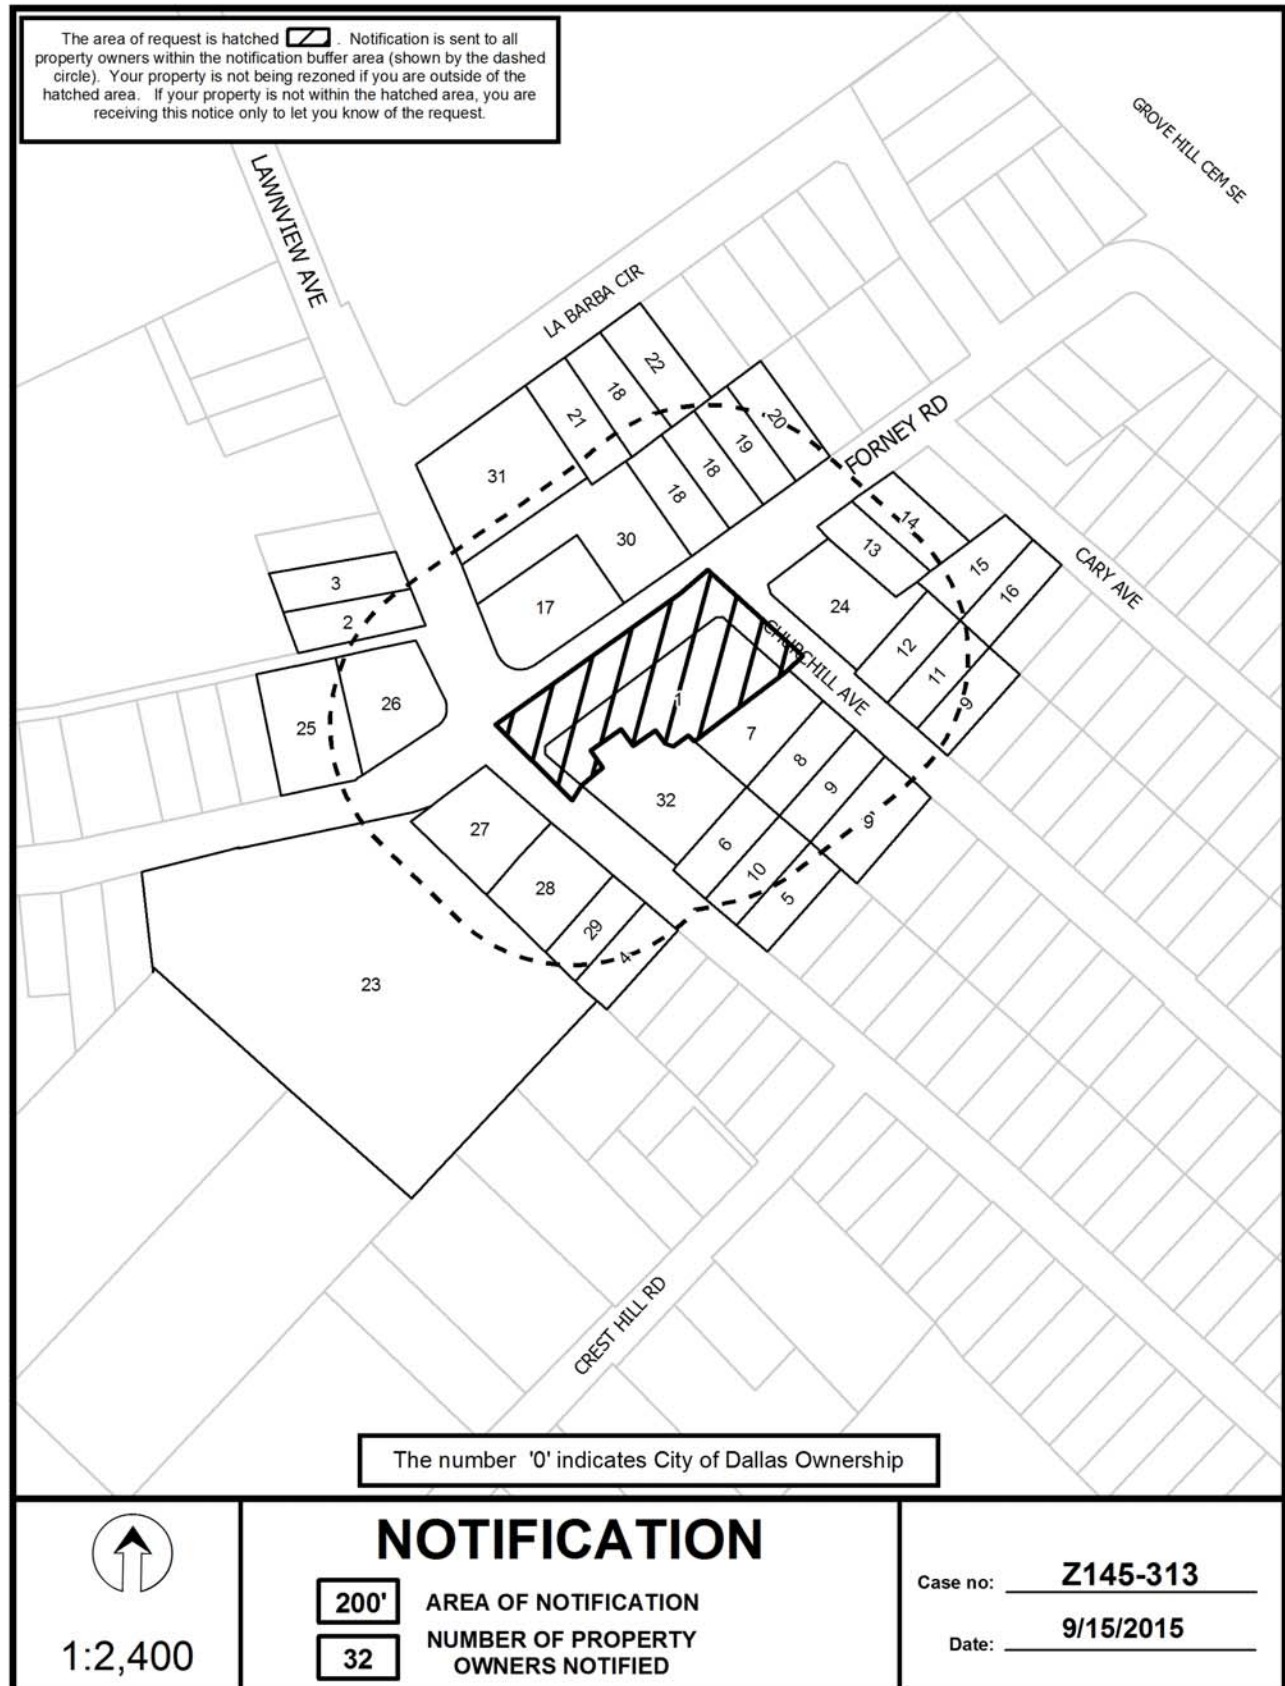 The area of request is hatched . Notification is sent to all
property owners within the notification buffer area (shown by the dashed
circle). Your property is not being rezoned if you are outside of the
hatched area. If your property is not within the hatched area, you are
receiving this notice only to let you know of the request.
GROVE HILL CEM SE
LAWNVIEW AVE
LA BARBA CIR
22
18
21
20
FORNEY RD
19
18
31
18
14
30
13
CARY AVE
15
3
16
24
17
2
CHURCHILL AVE
12
11
1
9
26
25
7
8
9
32
9
27
6
10
28
5
29
4
23
CREST HILL RD
The number '0' indicates City of Dallas Ownership
1:2,400
NOTIFICATION
200' AREA OF NOTIFICATION
32 NUMBER OF PROPERTY
OWNERS NOTIFIED
Case no: Z145-313
Date: 9/15/2015